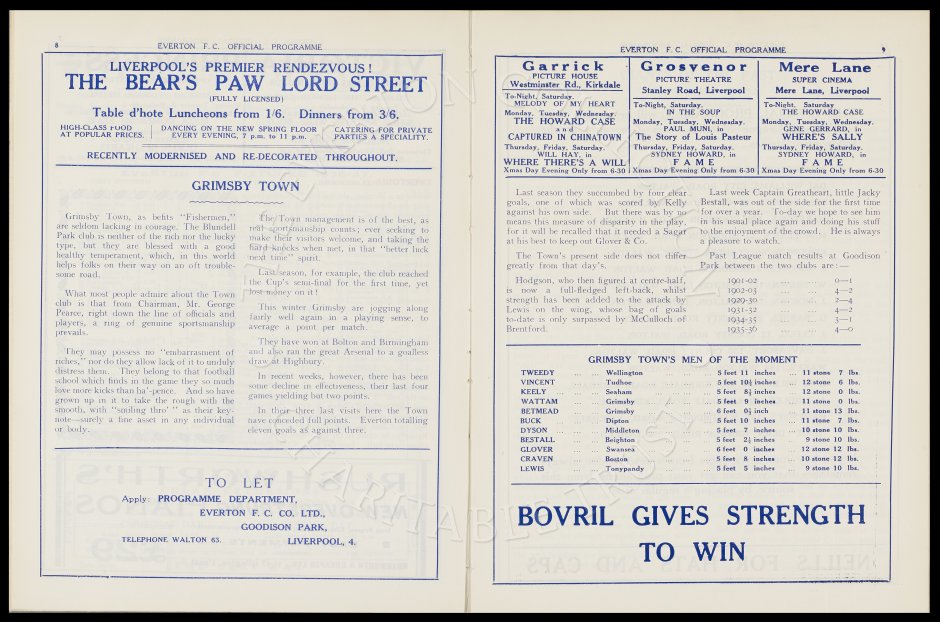 8
EVERTON F. C. OFFICIAL PROGRAMME
LIVERPOOL'S PREMIER RENDEZVOUS!
THE BEAR'S PAW LORD STREET
(FULLY LICENSED)
Table d'hote Luncheons from 1/6. Dinners from 3/6.
HIGH-CLASS FOOD
AT POPULAR PRICES.
DANCING ON THE NEW SPRING FLOOR
EVERY EVENING, 7 p.m. to 11 p.m.
CATERING FOR PRIVATE
PARTIES A SPECIALITY.
RECENTLY MODERNISED AND RE-DECORATED THROUGHOUT.
GRIMSBY TOWN
Grimsby Town, as befits "Fishermen,"
are seldom lacking in courage. The Blundell
Park club is neither of the rich nor the lucky
type, but they are blessed with a good
healthy temperament, which, in this world
helps folks on their way on an oft trouble-
some road.
What most people admire about the Town
club is that from Chairman, Mr. George
Pearce, right down the line of officials and
players, a ring of genuine sportsmanship
prevails.
They may possess no "embarrasment of
riches," nor do they allow lack of it to unduly
distress them. They belong to that football
school which finds in the game they so much
love more kicks than ha'-pence. And so have
grown up in it to take the rough with the
smooth, with "smiling thro' " as their key-
note—surely a fine asset in any individual
or body.
The Town management is of the best, as
real sportsmanship counts; ever seeking to
make their visitors welcome, and taking the
hard knocks when met, in that "better luck
next time" spirit.
Last season, for example, the club reached
the Cup's semi-final for the first time, yet
lost money on it!
This winter Grimsby are jogging along
fairly well again in a playing sense, to
average a point per match.
They have won at Bolton and Birmingham
and also ran the great Arsenal to a goalless
draw at Highbury.
In recent weeks, however, there has been
some decline in effectiveness, their last four
games yielding but two points.
In their three last visits here the Town
have conceded full points. Everton totalling
eleven goals as against three.
TO LET
Apply: PROGRAMME DEPARTMENT,
EVERTON F. C. CO. LTD.,
GOODISON PARK,
TELEPHONE WALTON 63. LIVERPOOL, 4.
EVERTON F. C. OFFICIAL PROGRAMME
9
Garrick
PICTURE HOUSE
Westminster Rd., Kirkdale
To-Night, Saturday.
MELODY OF MY HEART
Monday, Tuesday, Wednesday.
THE HOWARD CASE
and
CAPTURED IN CHINATOWN
Thursday, Friday, Saturday.
WILL HAY, in
WHERE THERE'S A WILL
Xmas Day Evening Only from 6-30
Grosvenor
PICTURE THEATRE
Stanley Road, Liverpool
To-Night, Saturday.
IN THE SOUP
Monday, Tuesday, Wednesday.
PAUL MUNI, in
The Story of Louis Pasteur
Thursday, Friday, Saturday.
SYDNEY HOWARD, in
FAME
Xmas Day Evening Only from 6-30
Mere Lane
SUPER CINEMA
Mere Lane, Liverpool
To-Night, Saturday
THE HOWARD CASE
Monday, Tuesday, Wednesday.
GENE GERRARD, in
WHERE'S SALLY
Thursday, Friday, Saturday.
SYDNEY HOWARD, in
FAME
Xmas Day Evening Only from 6-30
Last season they succumbed by four clear
goals, one of which was scored by Kelly
against his own side. But there was by no
means this measure of disparity in the play,
for it will be recalled that it needed a Sagar
at his best to keep out Glover & Co.
The Town's present side does not differ
greatly from that day's.
Hodgson, who then figured at centre-half,
is now a full-fledged left-back, whilst
strength has been added to the attack by
Lewis on the wing, whose bag of goals
to-date is only surpassed by McCulloch of
Brentford.
Last week Captain Greatheart, little Jacky
Bestall, was out of the side for the first time
for over a year. To-day we hope to see him
in his usual place again and doing his stuff
to the enjoyment of the crowd. He is always
a pleasure to watch.
Past League match results at Goodison
Park between the two clubs are:—
1901-02 ... ... 0—1
1902-03 ... ... 4—2
1929-30 ... ... 2—4
1931-32 ... ... 4—2
1934-35 ... ... 3—1
1935-36 ... ... 4—0
GRIMSBY TOWN'S MEN OF THE MOMENT
TWEEDY ... ... Wellington ... 5 feet 11 inches ... 11 stone 7 lbs.
VINCENT ... ... Tudhoe ... 5 feet 10½ inches ... 12 stone 6 lbs.
KEELY ... ... Seaham ... 5 feet 8½ inches ... 12 stone 0 lbs.
WATTAM ... ... Grimsby ... 5 feet 9 inches ... 11 stone 0 lbs.
BETMEAD ... ... Grimsby ... 6 feet 0½ inch ... 11 stone 13 lbs.
BUCK ... ... Dipton ... 5 feet 10 inches ... 11 stone 7 lbs.
DYSON ... ... Middleton ... 5 feet 7 inches ... 10 stone 10 lbs.
BESTALL ... ... Beighton ... 5 feet 2½ inches ... 9 stone 10 lbs.
GLOVER ... ... Swansea ... 6 feet 0 inches ... 12 stone 12 lbs.
CRAVEN ... ... Boston ... 5 feet 8 inches ... 10 stone 12 lbs.
LEWIS ... ... Tonypandy ... 5 feet 5 inches ... 9 stone 10 lbs.
BOVRIL GIVES STRENGTH
TO WIN